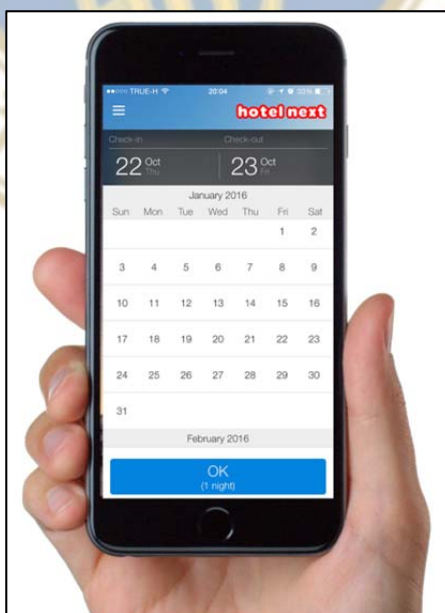 TRUE-H 20:04 33%
hotel next
Check-in Check-out
22 Oct Thu 23 Oct Fri
January 2016
Sun Mon Tue Wed Thu Fri Sat
1 2
3 4 5 6 7 8 9
10 11 12 13 14 15 16
17 18 19 20 21 22 23
24 25 26 27 28 29 30
31
February 2016
OK
(1 night)